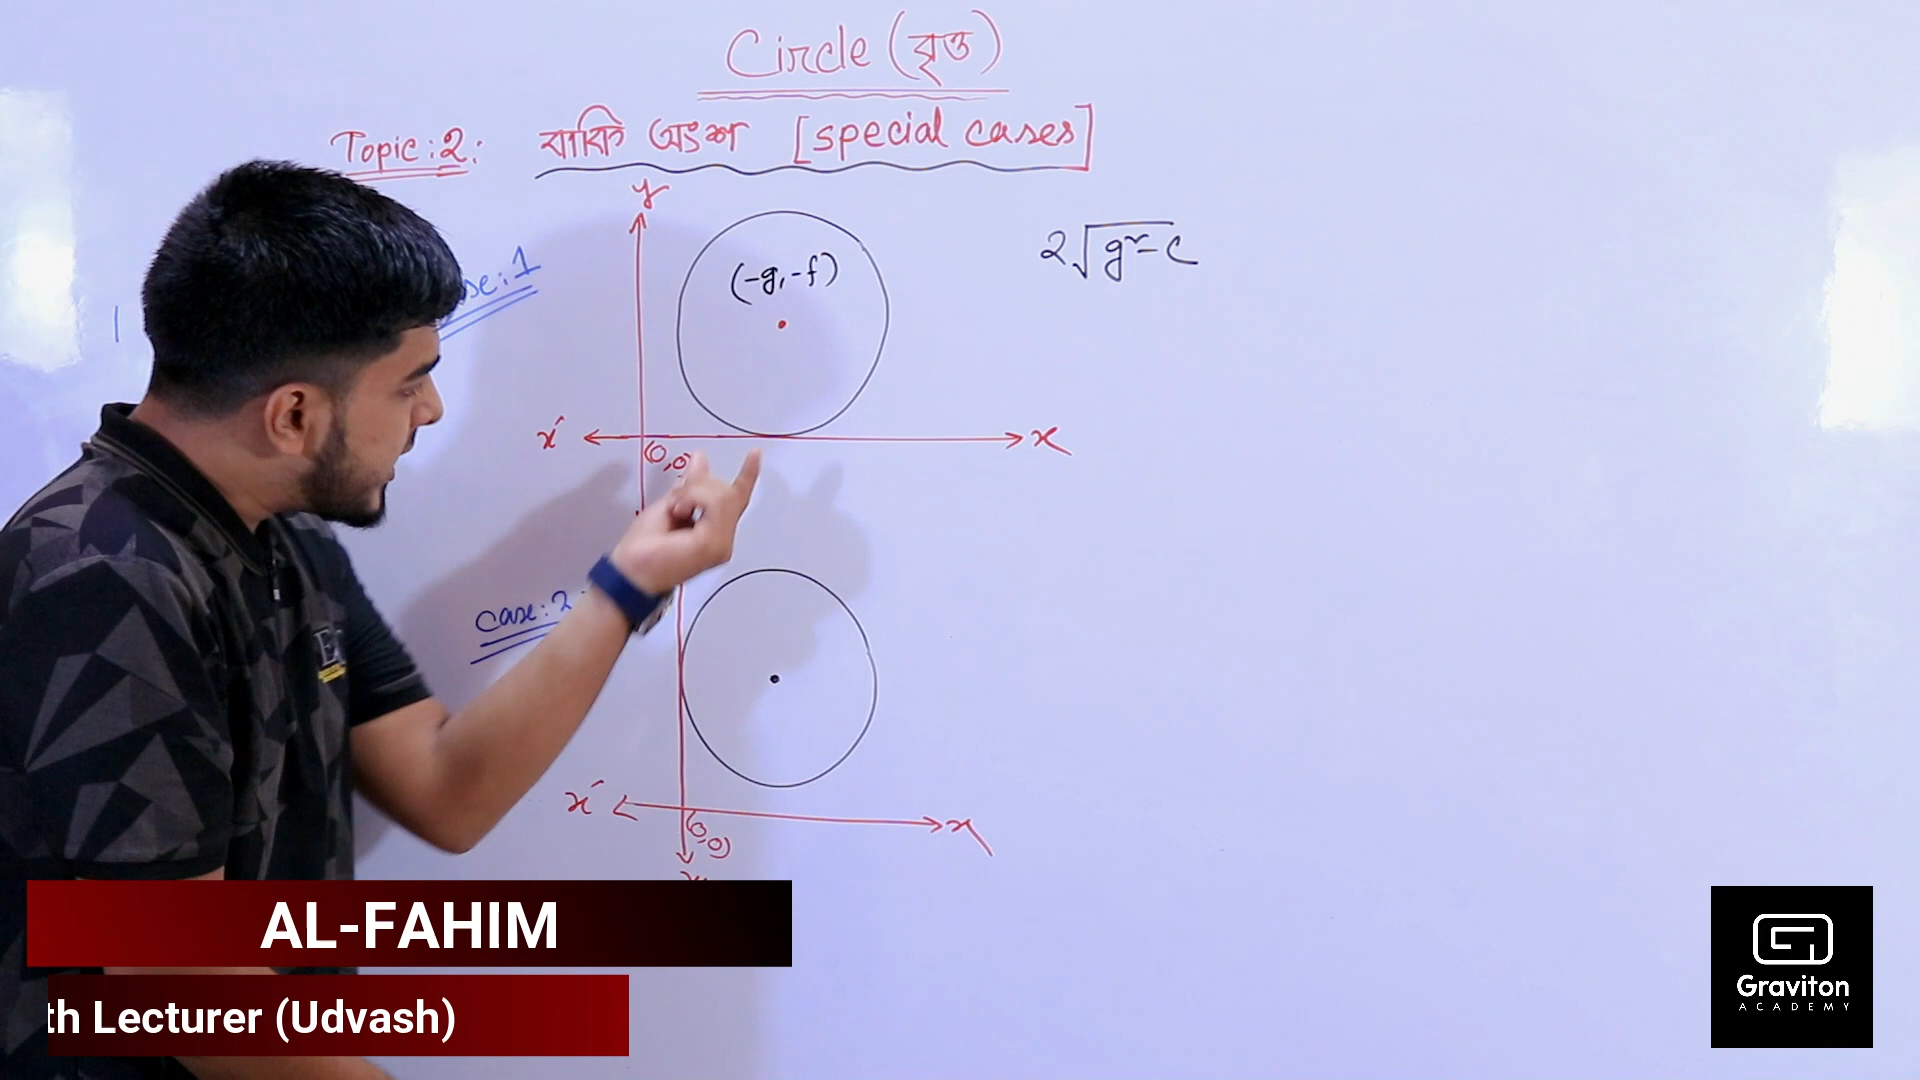 Circle (বৃত্ত)
Topic:2: বাকি অংশ [special cases]
y
(-g,-f)
2√g²-c
x′
x
(0,0)
case:2
x′
x
(0,0)
AL-FAHIM
th Lecturer (Udvash)
Graviton
ACADEMY